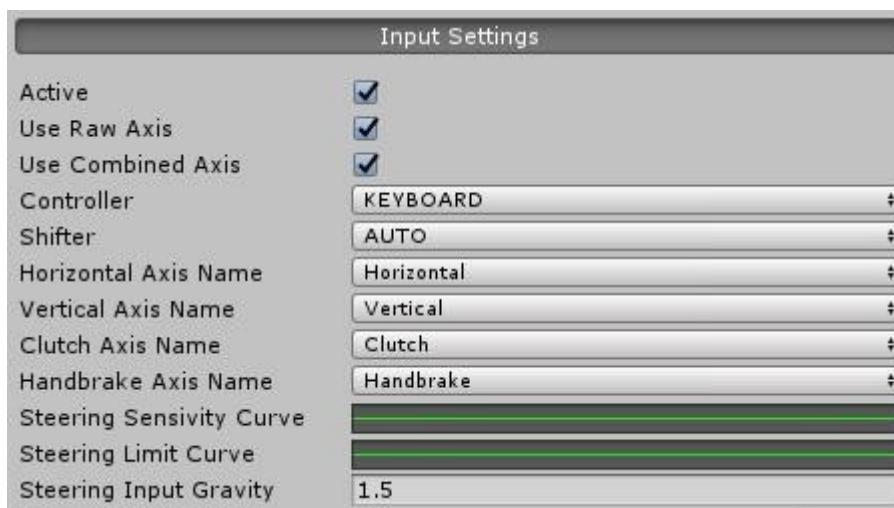 Input Settings
Active
Use Raw Axis
Use Combined Axis
Controller KEYBOARD
Shifter AUTO
Horizontal Axis Name Horizontal
Vertical Axis Name Vertical
Clutch Axis Name Clutch
Handbrake Axis Name Handbrake
Steering Sensivity Curve
Steering Limit Curve
Steering Input Gravity 1.5